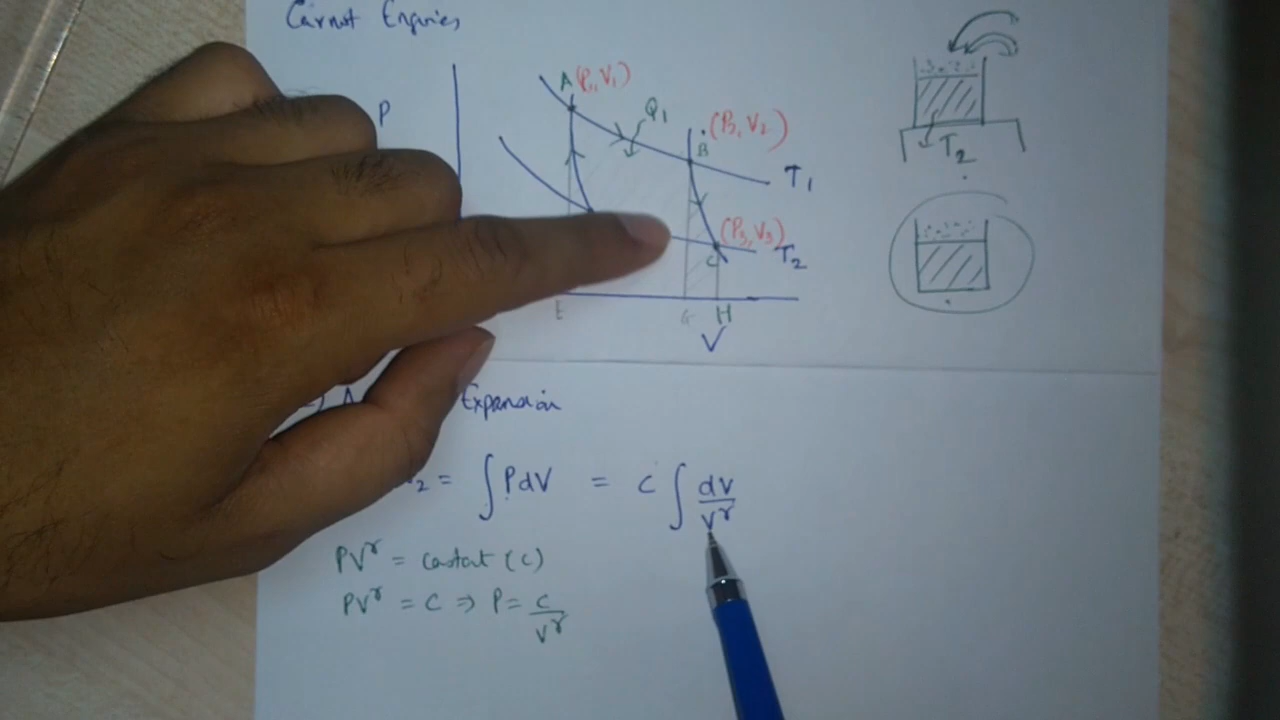 Carnot Engines
P
A (P₁, V₁)
Q₁
(P₂, V₂)
B
T₁
T₂
(P₃, V₃)
C
T₂
E G H
V
Expansion
₂ = ∫PdV = C ∫ dV/V^γ
PV^γ = Constant (C)
PV^γ = C ⇒ P = C/V^γ